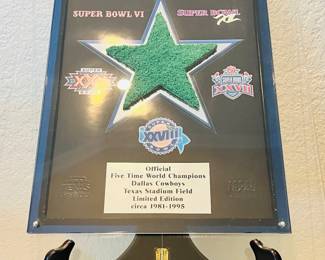 SUPER BOWL VI
SUPER BOWL
XXVII
XXVIII
Official
Five Time World Champions
Dallas Cowboys
Texas Stadium Field
Limited Edition
circa 1981-1995